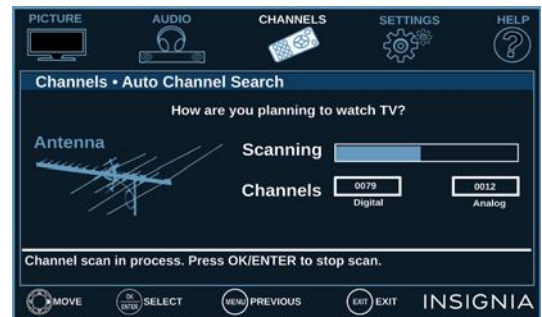 PICTURE AUDIO CHANNELS SETTINGS HELP
Channels • Auto Channel Search
How are you planning to watch TV?
Antenna
Scanning
Channels 0079 0012
Digital Analog
Channel scan in process. Press OK/ENTER to stop scan.
MOVE OK ENTER SELECT MENU PREVIOUS EXIT EXIT INSIGNIA